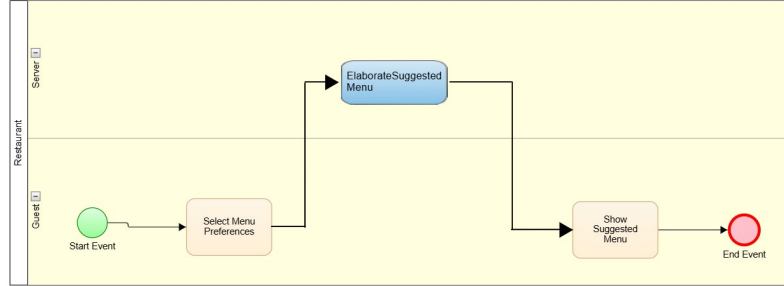 Restaurant
Server
ElaborateSuggested
Menu
Guest
Start Event
Select Menu
Preferences
Show
Suggested
Menu
End Event